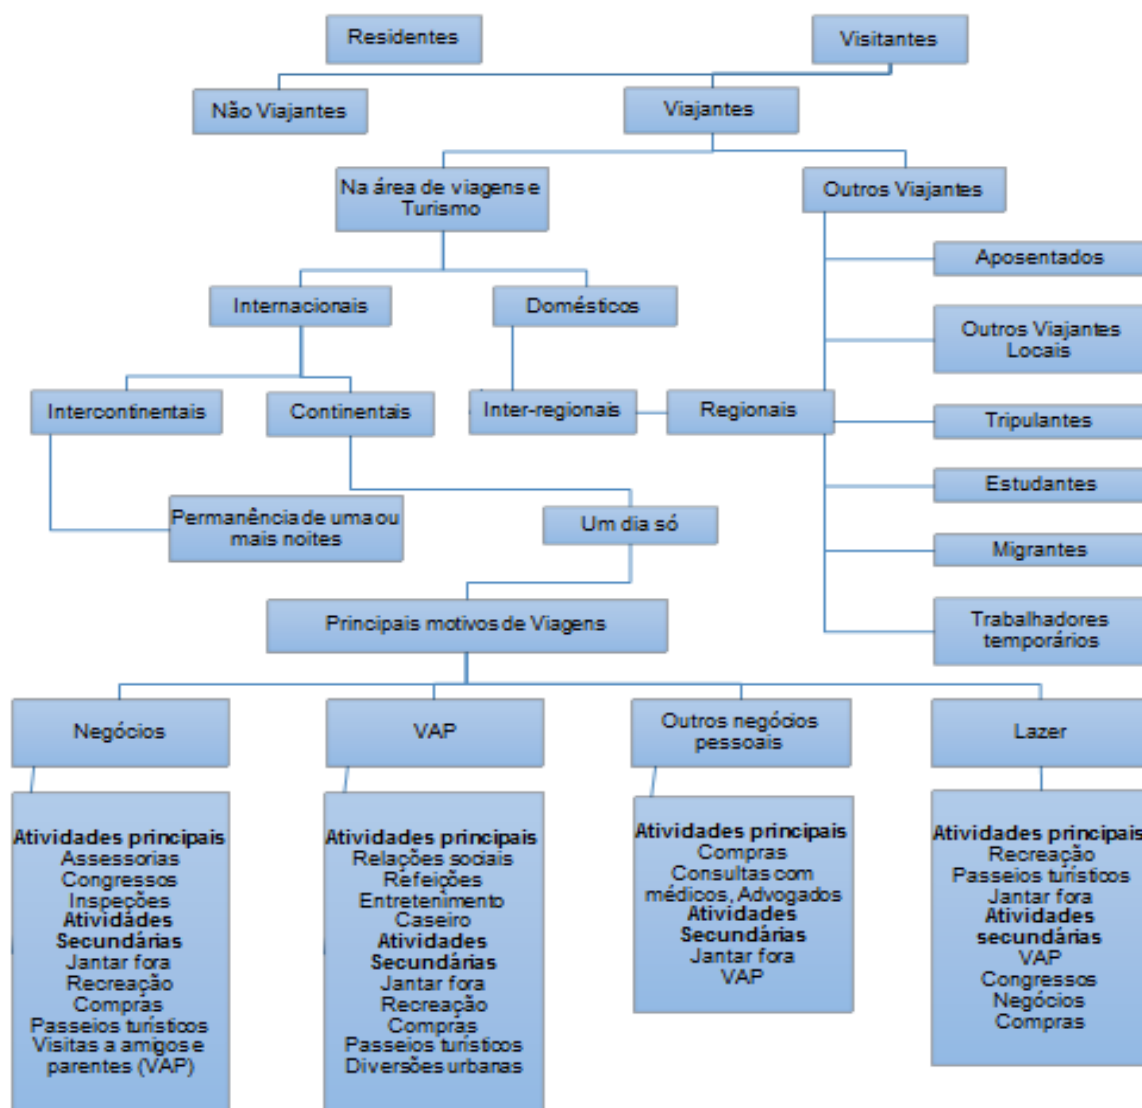 Residentes
Visitantes
Não Viajantes
Viajantes
Na área de viagens e
Turismo
Outros Viajantes
Aposentados
Internacionais
Domésticos
Outros Viajantes
Locais
Intercontinentais
Continentais
Inter-regionais
Regionais
Tripulantes
Estudantes
Permanência de uma ou
mais noites
Um dia só
Migrantes
Trabalhadores
temporários
Principais motivos de Viagens
Negócios
VAP
Outros negócios
pessoais
Lazer
Atividades principais
Assessorias
Congressos
Inspeções
Atividades
Secundárias
Jantar fora
Recreação
Compras
Passeios turísticos
Visitas a amigos e
parentes (VAP)
Atividades principais
Relações sociais
Refeições
Entretenimento
Caseiro
Atividades
Secundárias
Jantar fora
Recreação
Compras
Passeios turísticos
Diversões urbanas
Atividades principais
Compras
Consultas com
médicos, Advogados
Atividades
Secundárias
Jantar fora
VAP
Atividades principais
Recreação
Passeios turísticos
Jantar fora
Atividades
secundárias
VAP
Congressos
Negócios
Compras